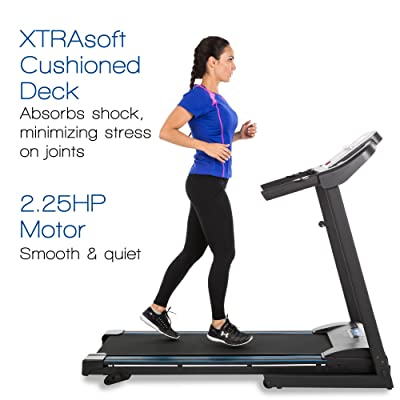 XTRAsoft
Cushioned
Deck
Absorbs shock,
minimizing stress
on joints
2.25HP
Motor
Smooth & quiet